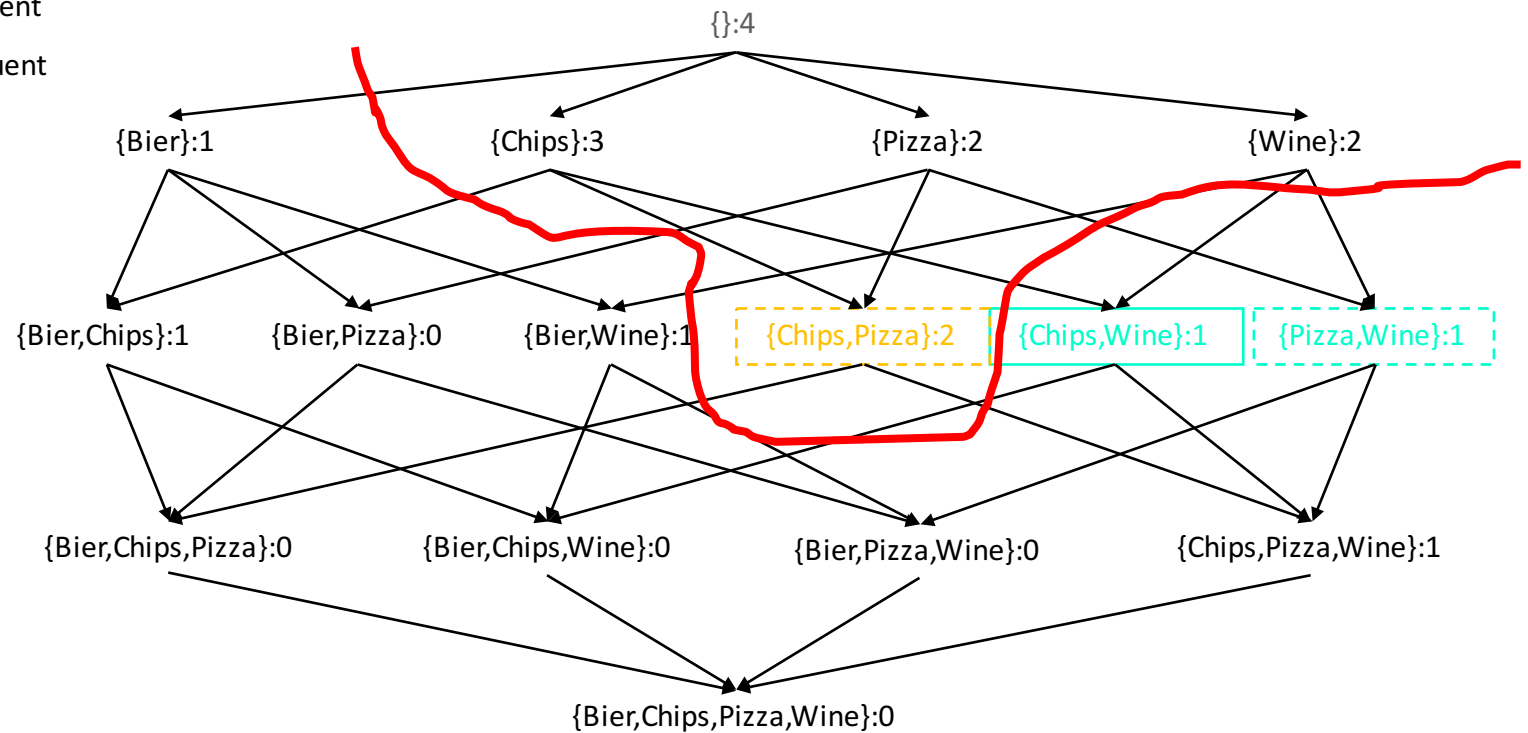 {}:4
{Bier}:1 {Chips}:3 {Pizza}:2 {Wine}:2
{Bier,Chips}:1 {Bier,Pizza}:0 {Bier,Wine}:1 {Chips,Pizza}:2 {Chips,Wine}:1 {Pizza,Wine}:1
{Bier,Chips,Pizza}:0 {Bier,Chips,Wine}:0 {Bier,Pizza,Wine}:0 {Chips,Pizza,Wine}:1
{Bier,Chips,Pizza,Wine}:0